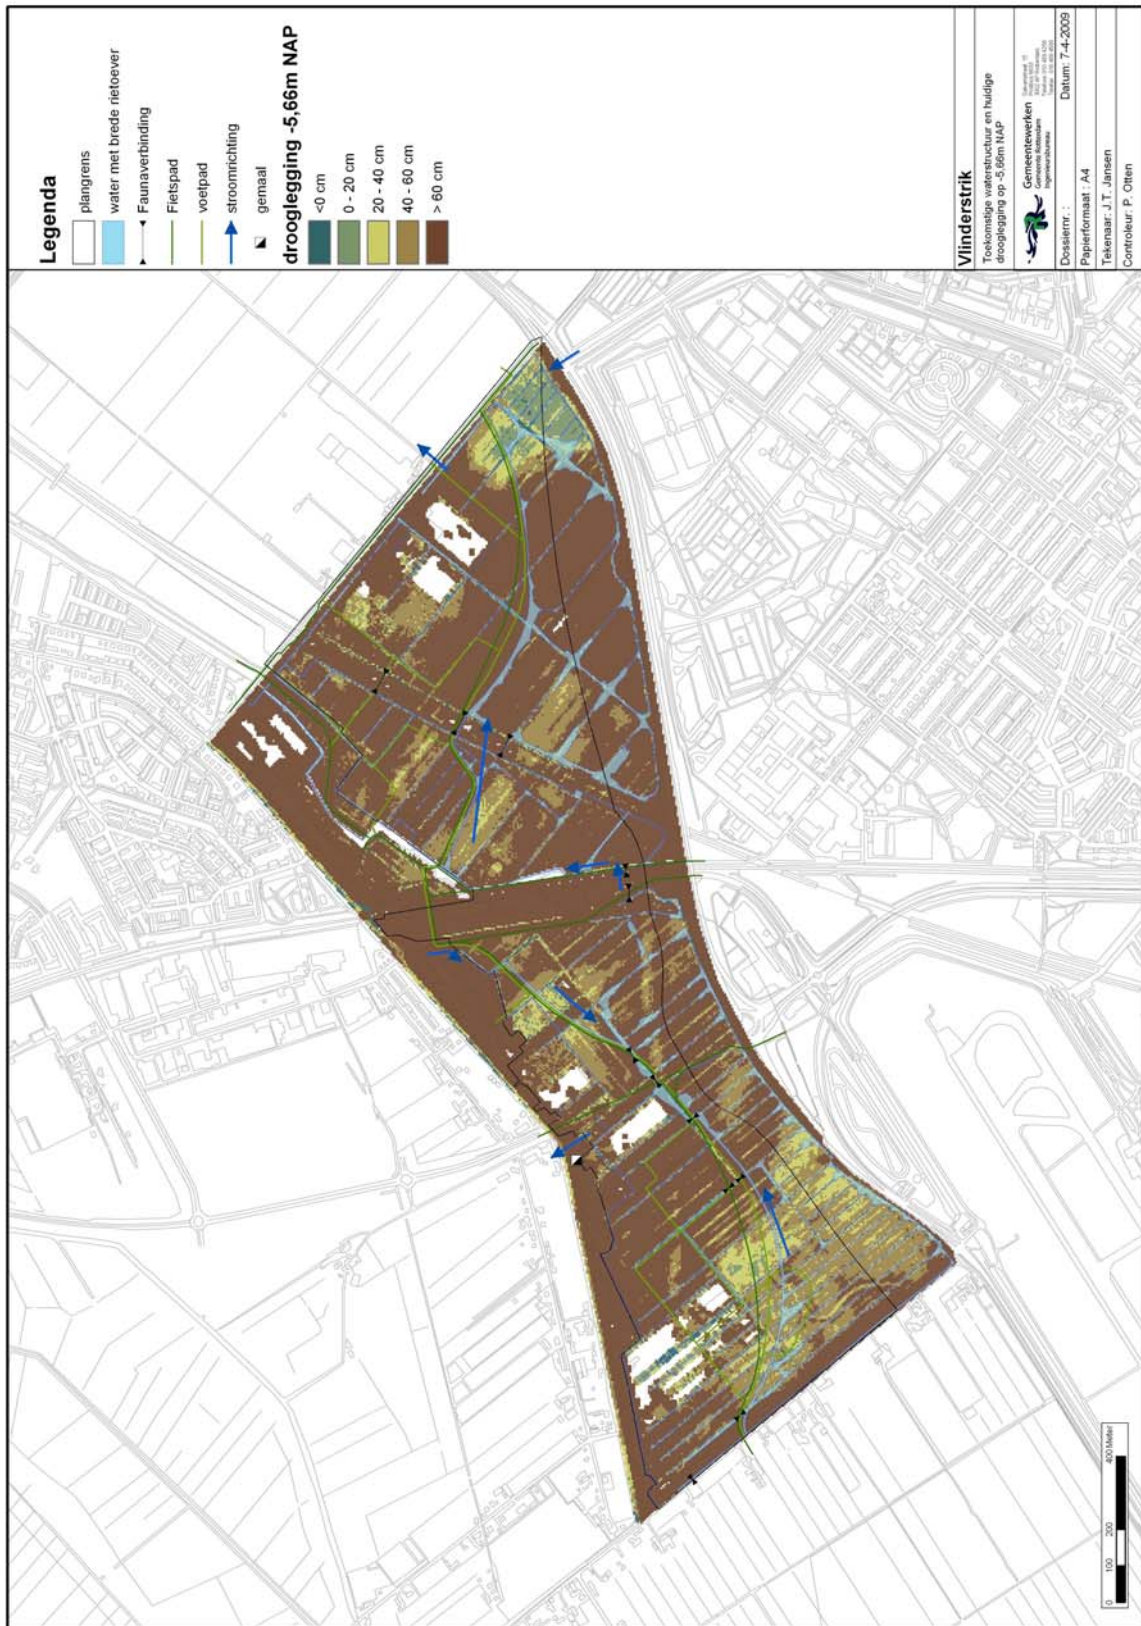 Legenda
plangrens
water met brede rietoever
Faunaverbinding
Fietspad
voetpad
stroomrichting
gemaal
drooglegging -5,66m NAP
<0 cm
0 - 20 cm
20 - 40 cm
40 - 60 cm
> 60 cm
Vlinderstrik
Toekomstige waterstructuur en huidige
drooglegging op -5,66m NAP
Gemeentewerken
Gemeente Rotterdam
Ingenieursbureau
Dossiernr. :
Datum: 7-4-2009
Papierformaat : A4
Tekenaar: J.T. Jansen
Controleur: P. Otten
0 100 200 400 Meter